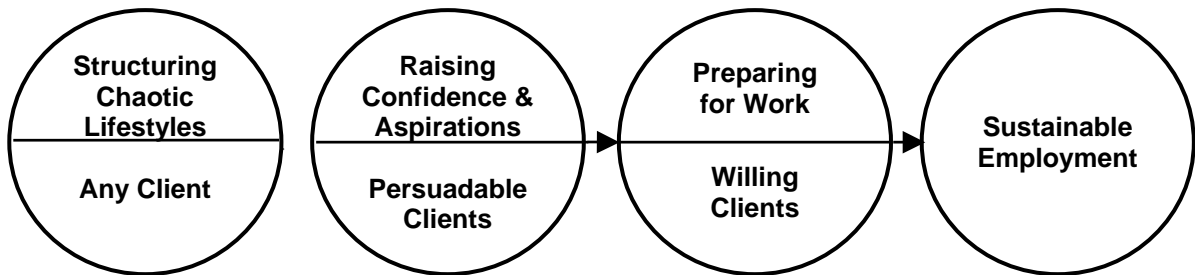 Structuring
Chaotic
Lifestyles
Any Client
Raising
Confidence &
Aspirations
Persuadable
Clients
Preparing
for Work
Willing
Clients
Sustainable
Employment